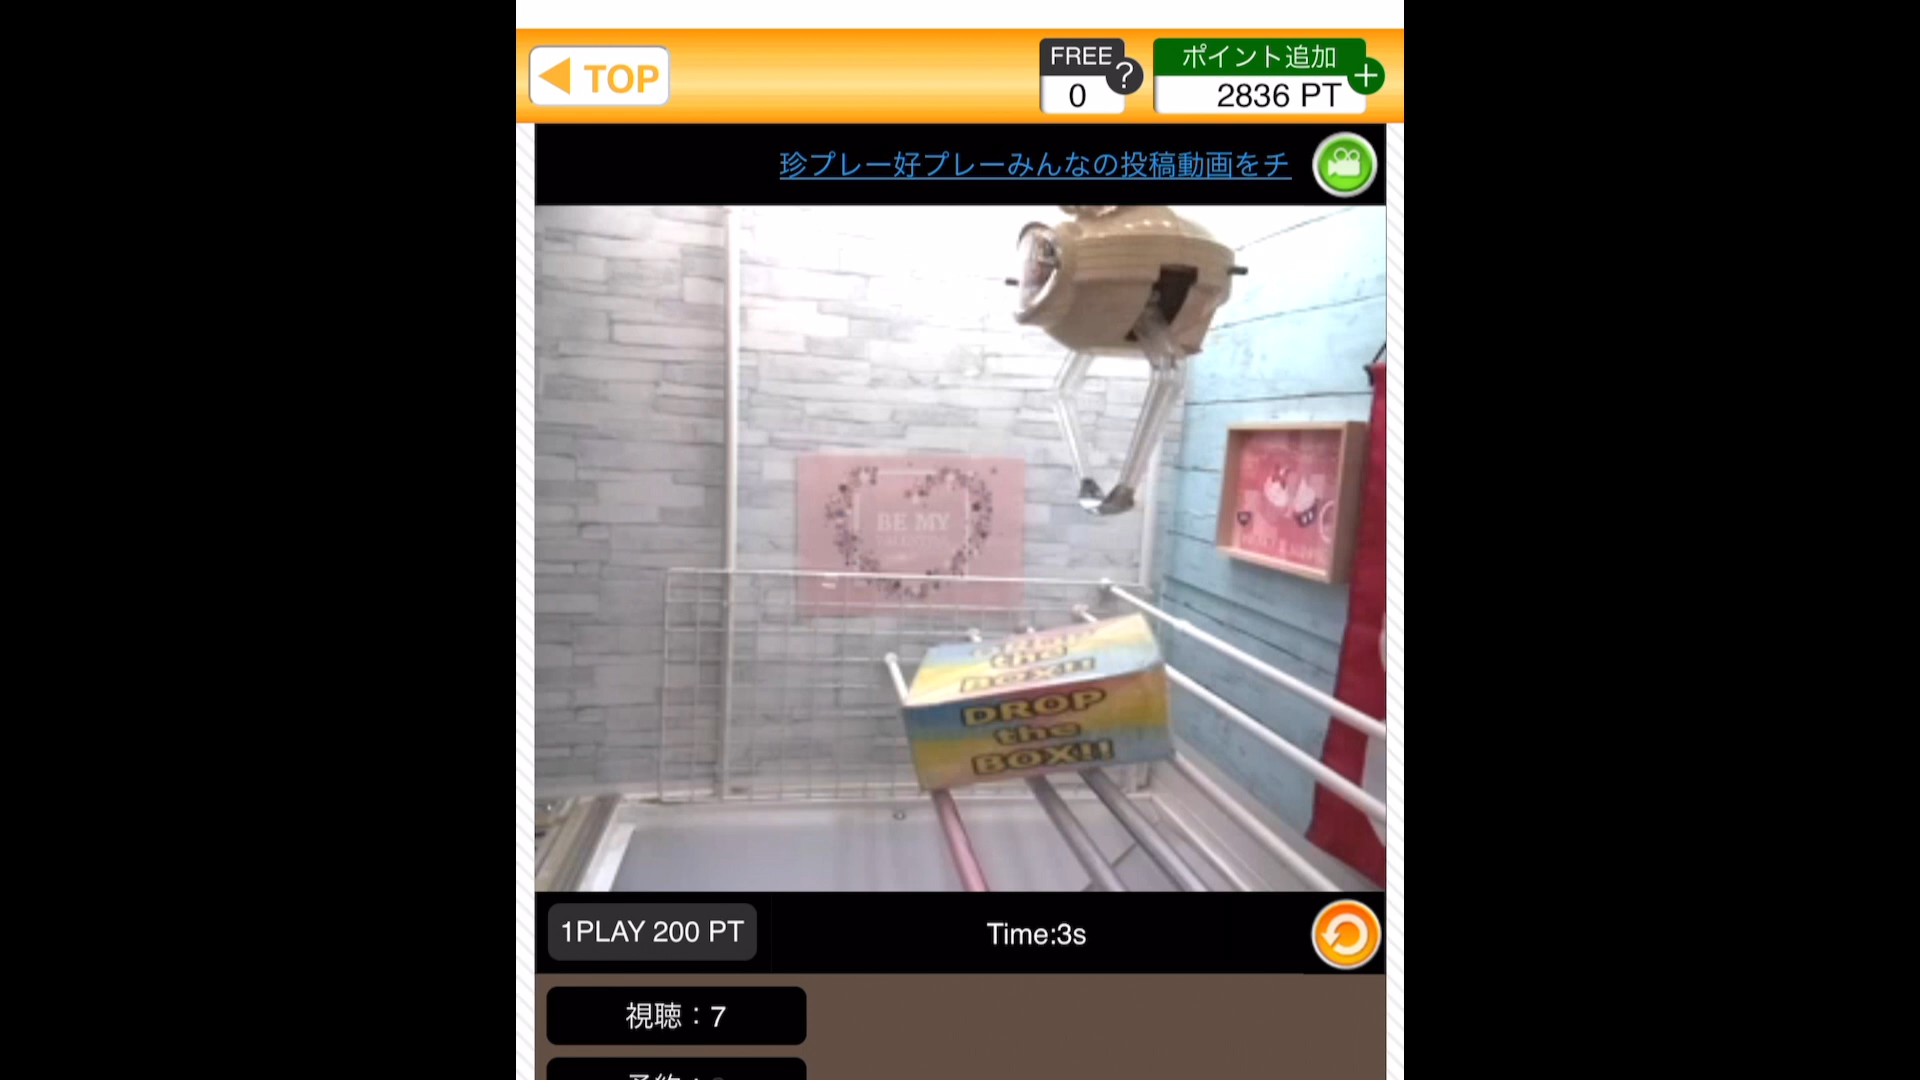 TOP
FREE
?
0
ポイント追加
+
2836 PT
珍プレー好プレーみんなの投稿動画をチ
BE MY
the
BOX!!
DROP
the
BOX!!
1PLAY 200 PT
Time:3s
視聴：7